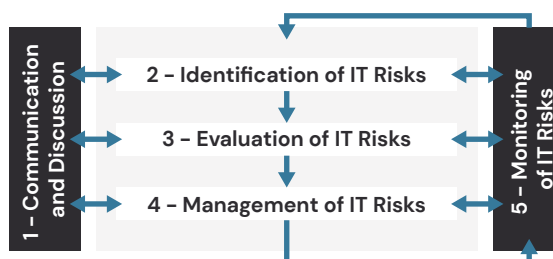 1 – Communication
and Discussion
2 – Identification of IT Risks
3 – Evaluation of IT Risks
4 – Management of IT Risks
5 – Monitoring
of IT Risks